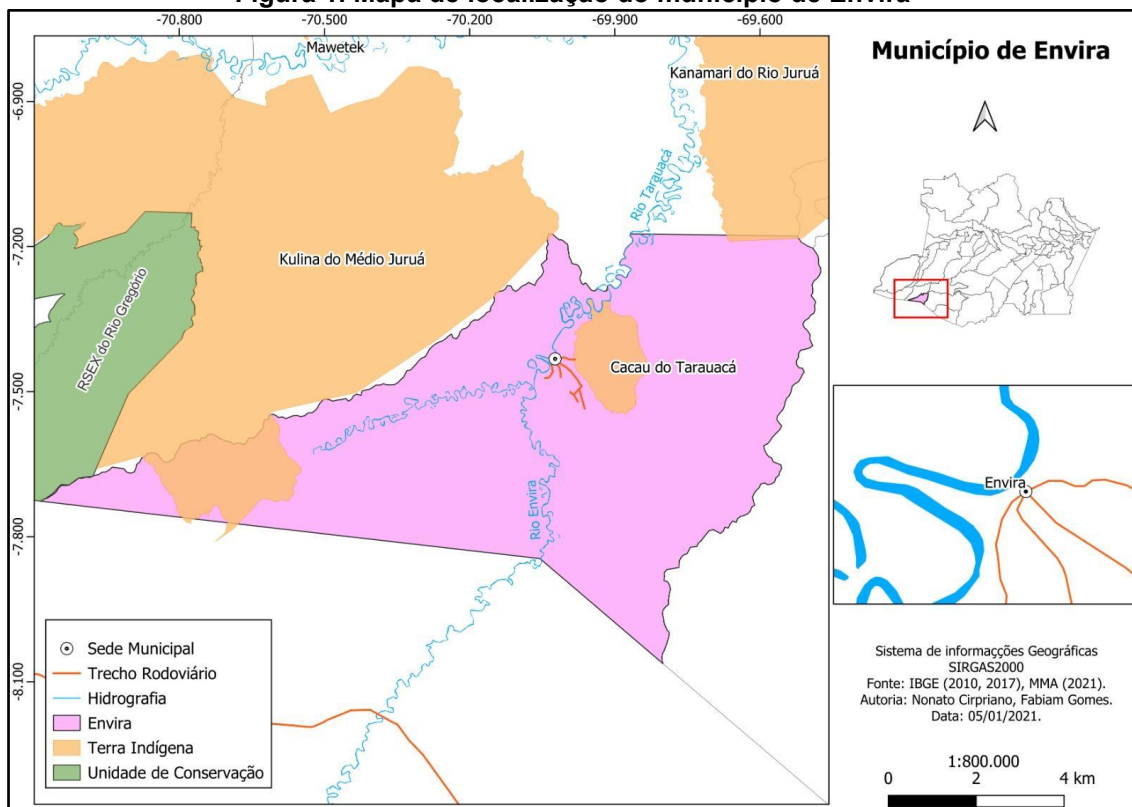 Figura 1: Mapa de localização do município de Envira
-70.800
-70.500
-70.200
-69.900
-69.600
-6.900
-7.200
-7.500
-7.800
-8.100
Mawetek
Kanamari do Rio Juruá
Rio Tarauacá
Kulina do Médio Juruá
RSEX do Rio Gregório
Cacau do Tarauacá
Rio Envira
Sede Municipal
Trecho Rodoviário
Hidrografia
Envira
Terra Indígena
Unidade de Conservação
Município de Envira
Envira
Sistema de informacções Geográficas
SIRGAS2000
Fonte: IBGE (2010, 2017), MMA (2021).
Autoria: Nonato Cirpriano, Fabiam Gomes.
Data: 05/01/2021.
1:800.000
0 2 4 km